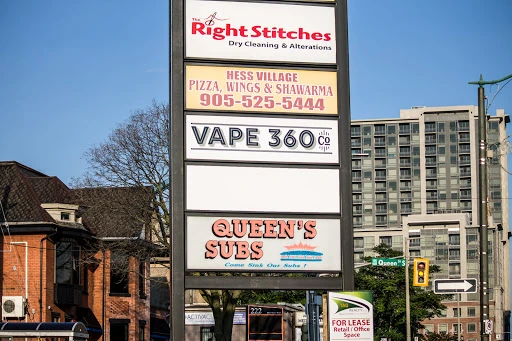 The
Right Stitches
Dry Cleaning & Alterations
HESS VILLAGE
PIZZA, WINGS & SHAWARMA
905-525-5444
VAPE 360 Co
QUEEN'S
SUBS
Come Sink Our Subs !
Queen St S
222
FOR LEASE
Retail / Office
Space